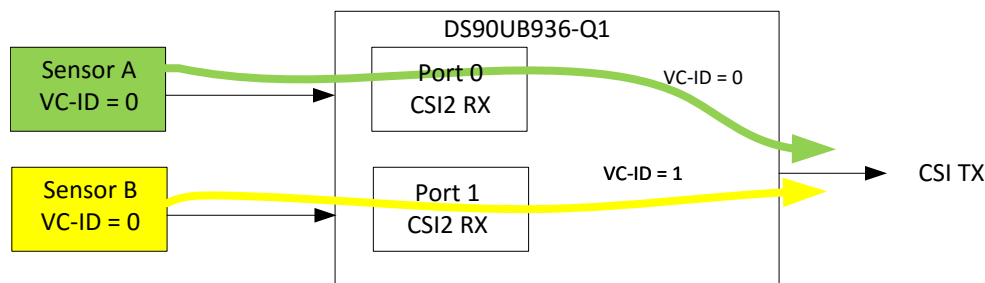 DS90UB936-Q1
Sensor A
VC-ID = 0
Port 0
CSI2 RX
VC-ID = 0
Sensor B
VC-ID = 0
Port 1
CSI2 RX
VC-ID = 1
CSI TX